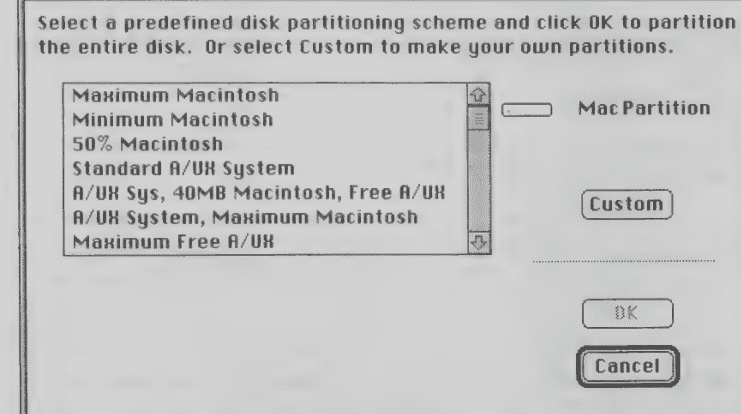 Select a predefined disk partitioning scheme and click OK to partition
the entire disk. Or select Custom to make your own partitions.
Maximum Macintosh
Minimum Macintosh
50% Macintosh
Standard A/UX System
A/UX Sys, 40MB Macintosh, Free A/UX
A/UX System, Maximum Macintosh
Maximum Free A/UX
Mac Partition
Custom
OK
Cancel